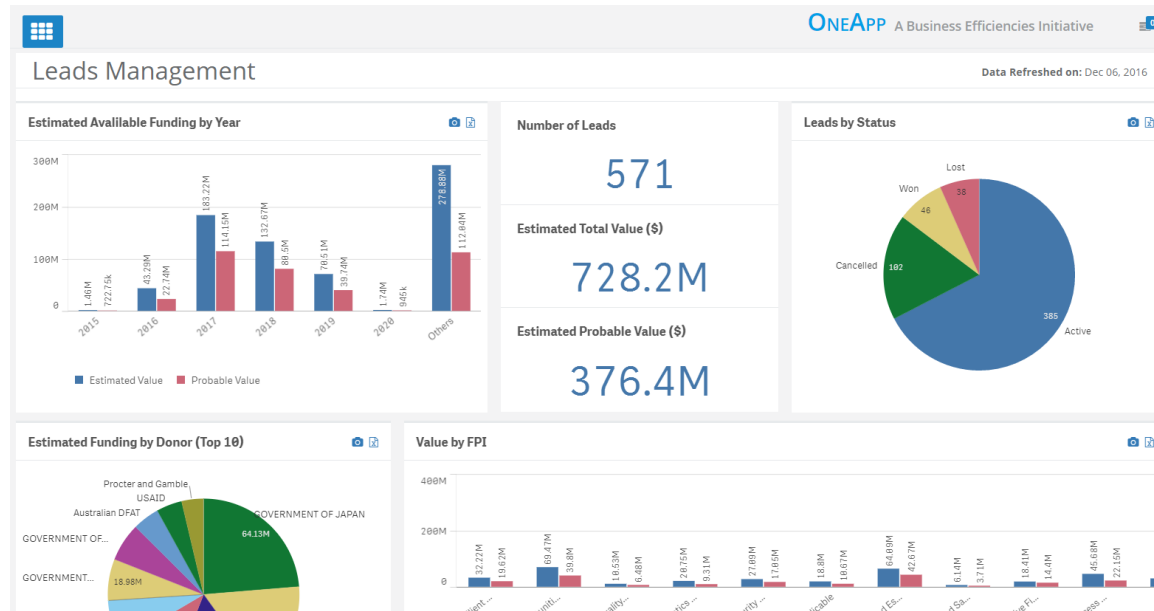 ONEAPP A Business Efficiencies Initiative
Leads Management
Data Refreshed on: Dec 06, 2016
Estimated Avalilable Funding by Year
300M
200M
100M
0
1.46M
722.75k
43.29M
22.74M
183.22M
114.15M
132.67M
80.5M
70.51M
39.74M
1.74M
945k
278.88M
112.04M
2015
2016
2017
2018
2019
2020
Others
Estimated Value
Probable Value
Number of Leads
571
Estimated Total Value ($)
728.2M
Estimated Probable Value ($)
376.4M
Leads by Status
Lost
38
Won
46
Cancelled
102
385
Active
Estimated Funding by Donor (Top 10)
Procter and Gamble
USAID
Australian DFAT
GOVERNMENT OF JAPAN
GOVERNMENT OF...
64.13M
GOVERNMENT...
18.98M
Value by FPI
400M
200M
0
32.22M
19.62M
69.47M
39.8M
10.53M
6.48M
20.75M
9.31M
27.09M
17.05M
18.8M
10.67M
64.09M
42.67M
6.14M
3.71M
18.41M
14.4M
45.68M
22.15M